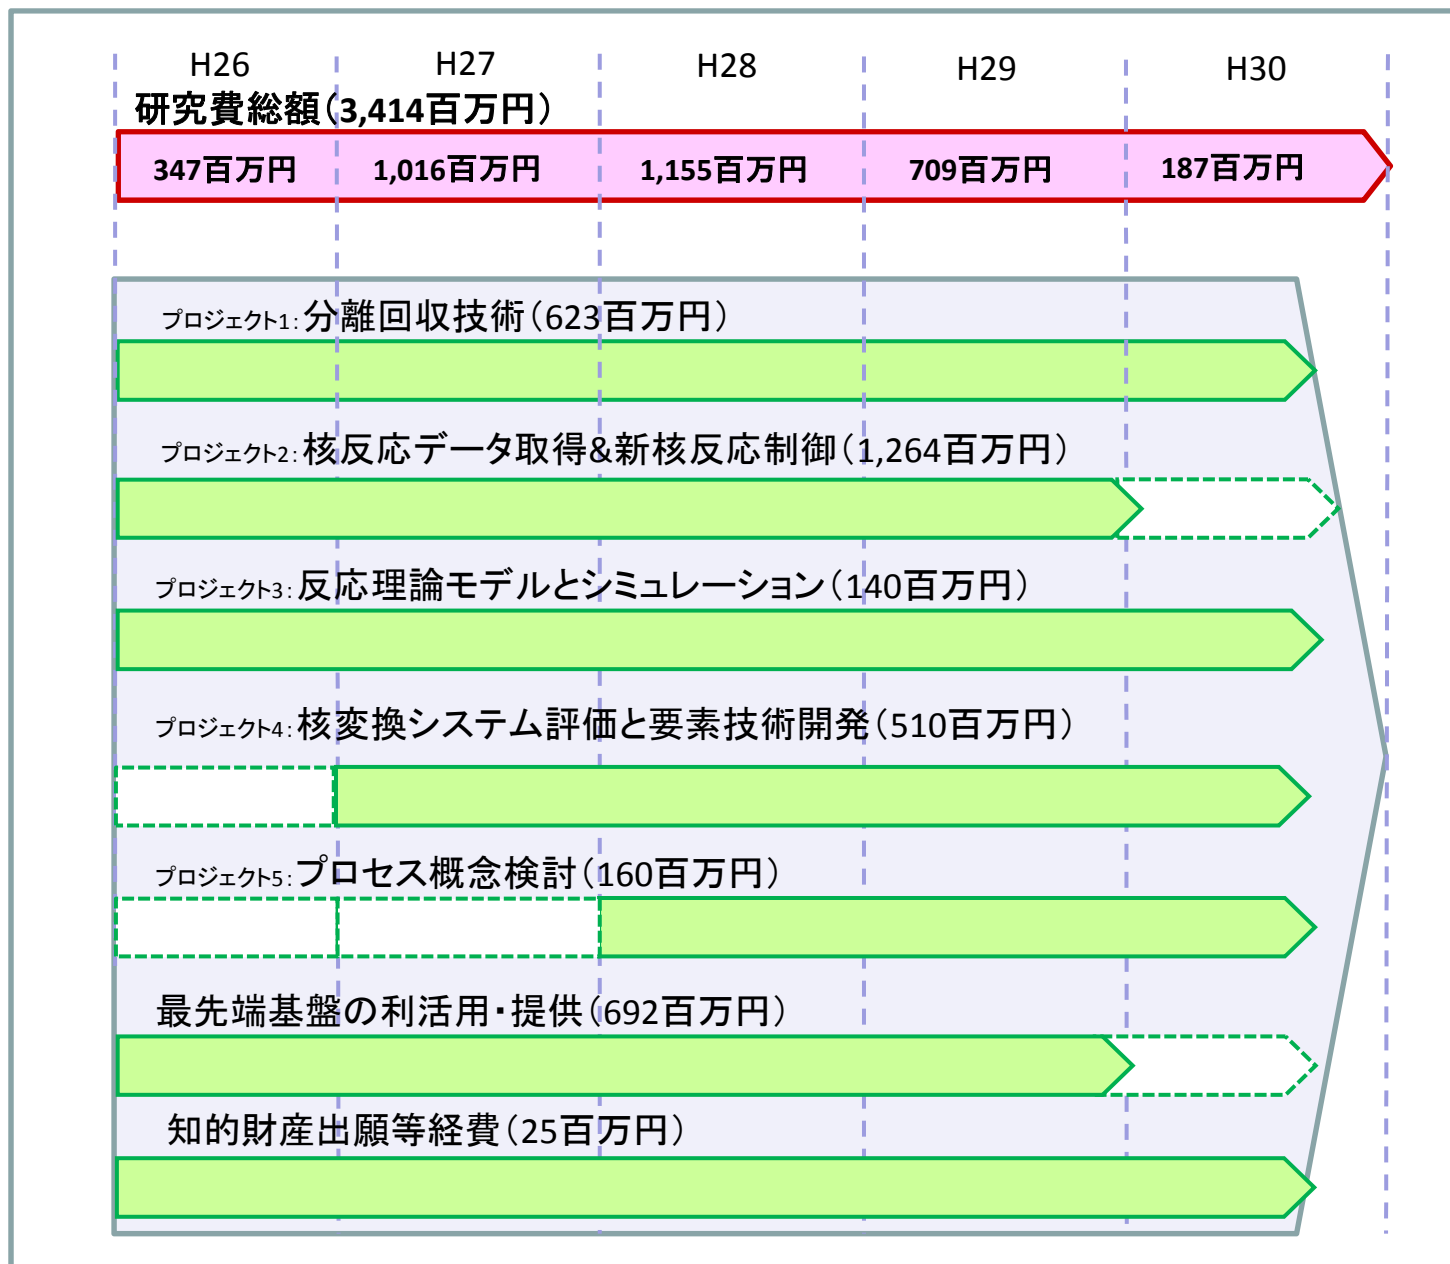 H26 H27 H28 H29 H30
研究費総額(3,414百万円)
347百万円 1,016百万円 1,155百万円 709百万円 187百万円
プロジェクト1：分離回収技術(623百万円)
プロジェクト2：核反応データ取得&新核反応制御(1,264百万円)
プロジェクト3：反応理論モデルとシミュレーション(140百万円)
プロジェクト4：核変換システム評価と要素技術開発(510百万円)
プロジェクト5：プロセス概念検討(160百万円)
最先端基盤の利活用・提供(692百万円)
知的財産出願等経費(25百万円)